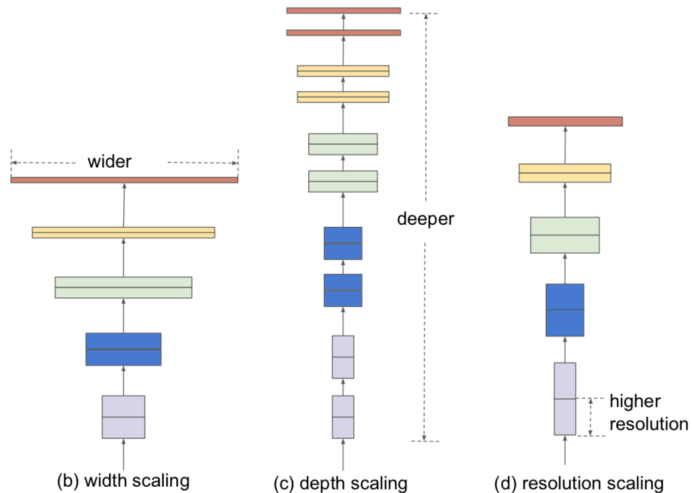 wider
deeper
higher
resolution
(b) width scaling
(c) depth scaling
(d) resolution scaling